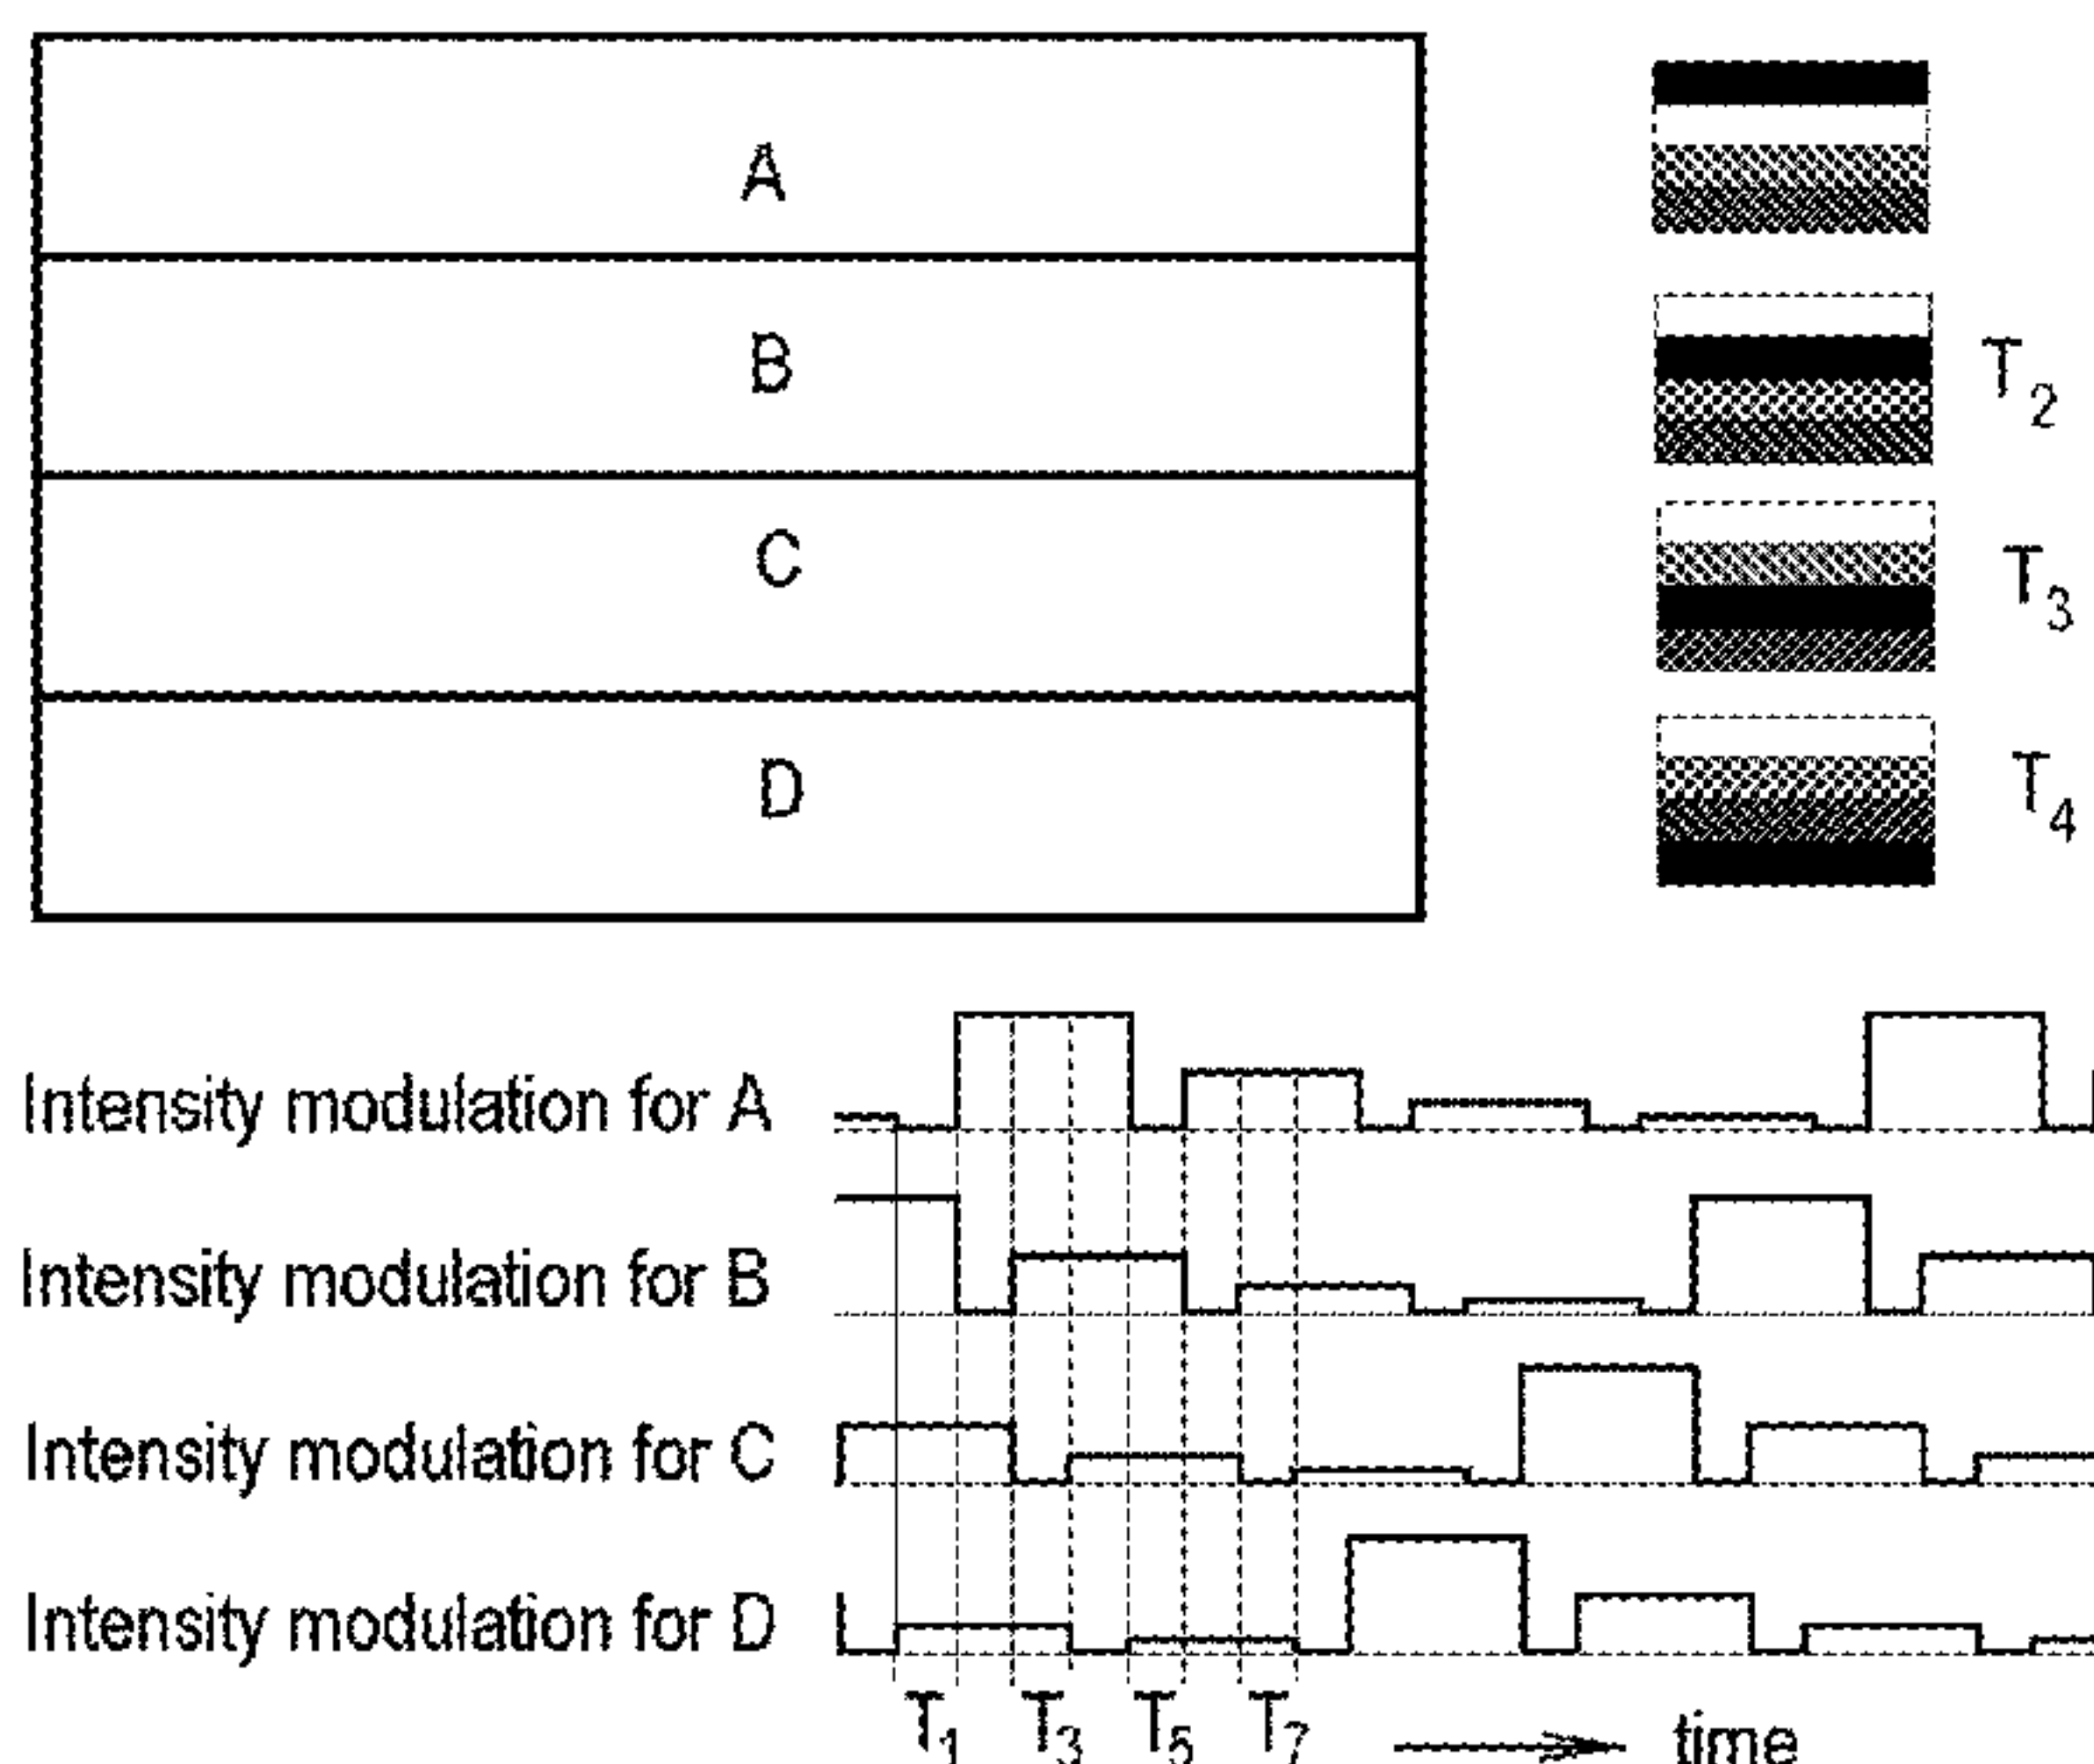 A
B
T2
C
T3
D
T4
Intensity modulation for A
Intensity modulation for B
Intensity modulation for C
Intensity modulation for D
T1 T3 T5 T7 time